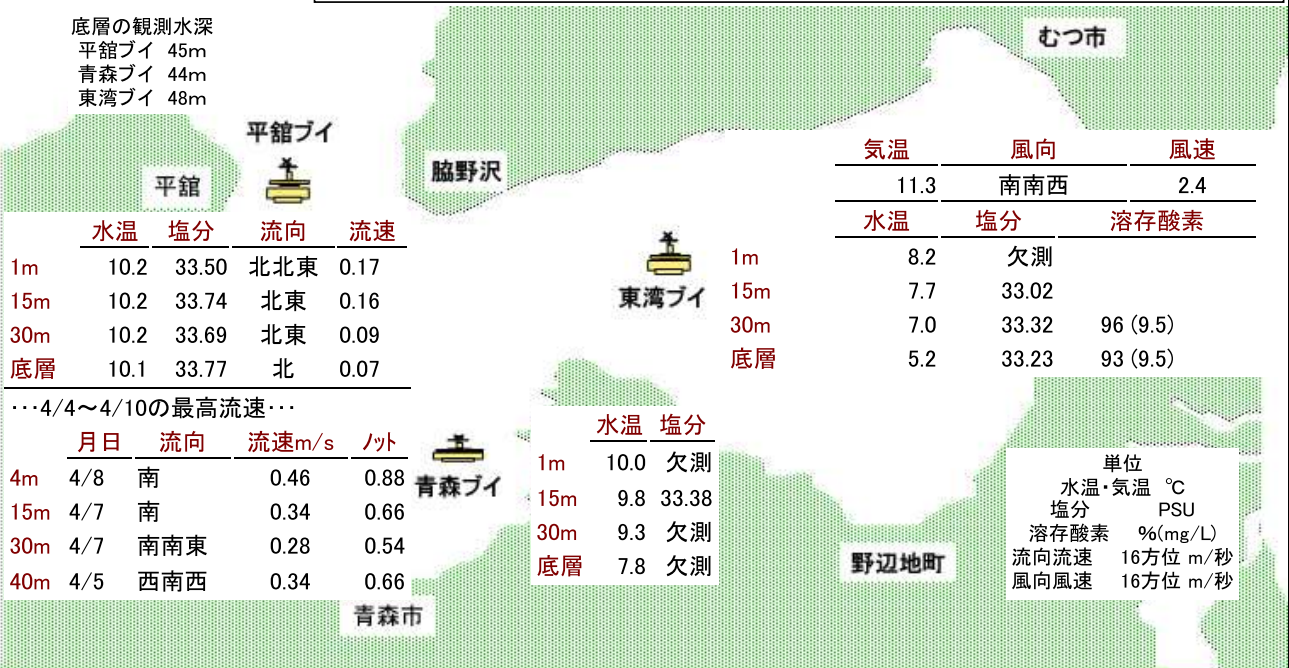 底層の観測水深
平舘ブイ 45m
青森ブイ 44m
東湾ブイ 48m
むつ市
平舘ブイ
脇野沢
平舘
気温 風向 風速
11.3 南南西 2.4
水温 塩分 溶存酸素
1m 8.2 欠測
15m 7.7 33.02
30m 7.0 33.32 96 (9.5)
底層 5.2 33.23 93 (9.5)
東湾ブイ
水温 塩分 流向 流速
1m 10.2 33.50 北北東 0.17
15m 10.2 33.74 北東 0.16
30m 10.2 33.69 北東 0.09
底層 10.1 33.77 北 0.07
･･･4/4～4/10の最高流速･･･
月日 流向 流速m/s ﾉｯﾄ
4m 4/8 南 0.46 0.88
15m 4/7 南 0.34 0.66
30m 4/7 南南東 0.28 0.54
40m 4/5 西南西 0.34 0.66
青森ブイ
水温 塩分
1m 10.0 欠測
15m 9.8 33.38
30m 9.3 欠測
底層 7.8 欠測
野辺地町
青森市
単位
水温・気温 ℃
塩分 PSU
溶存酸素 %(mg/L)
流向流速 16方位 m/秒
風向風速 16方位 m/秒